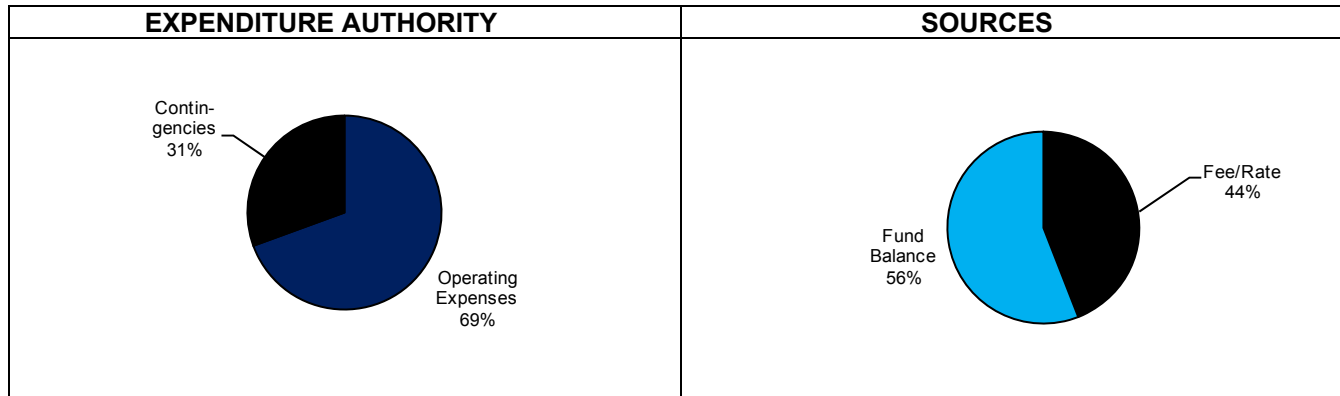 EXPENDITURE AUTHORITY
SOURCES
Contin-
gencies
31%
Operating
Expenses
69%
Fee/Rate
44%
Fund
Balance
56%